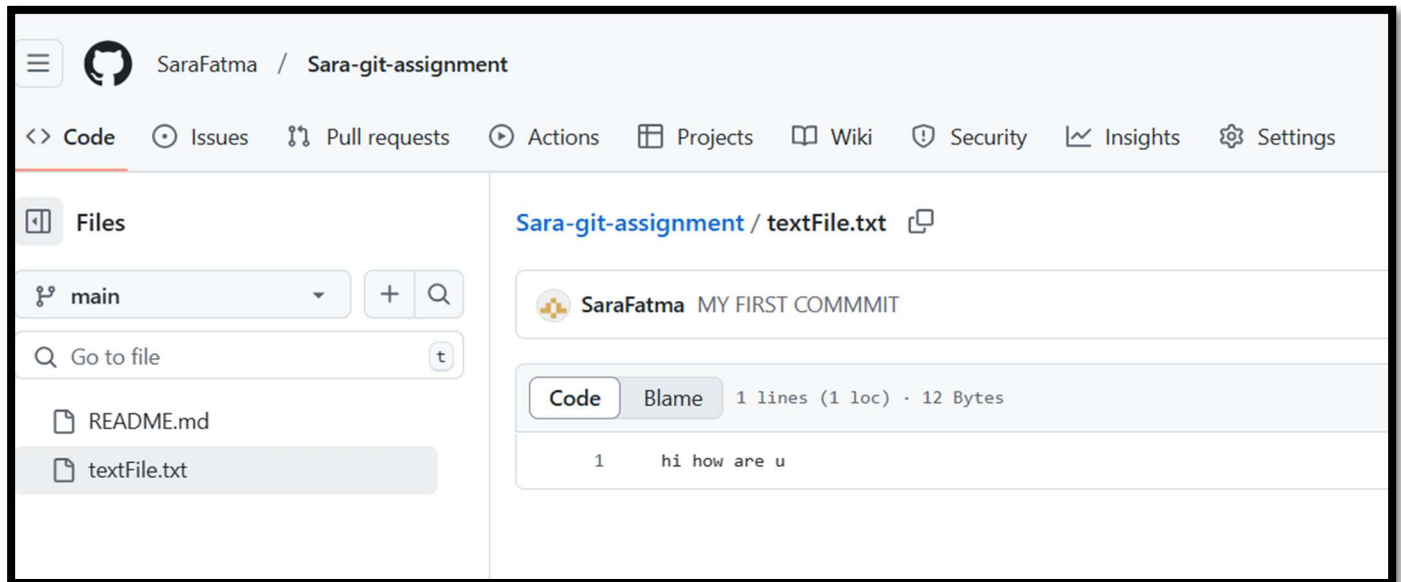 SaraFatma / Sara-git-assignment
Code Issues Pull requests Actions Projects Wiki Security Insights Settings
Files
main
Go to file t
README.md
textFile.txt
Sara-git-assignment / textFile.txt
SaraFatma MY FIRST COMMMIT
Code Blame 1 lines (1 loc) · 12 Bytes
1 hi how are u